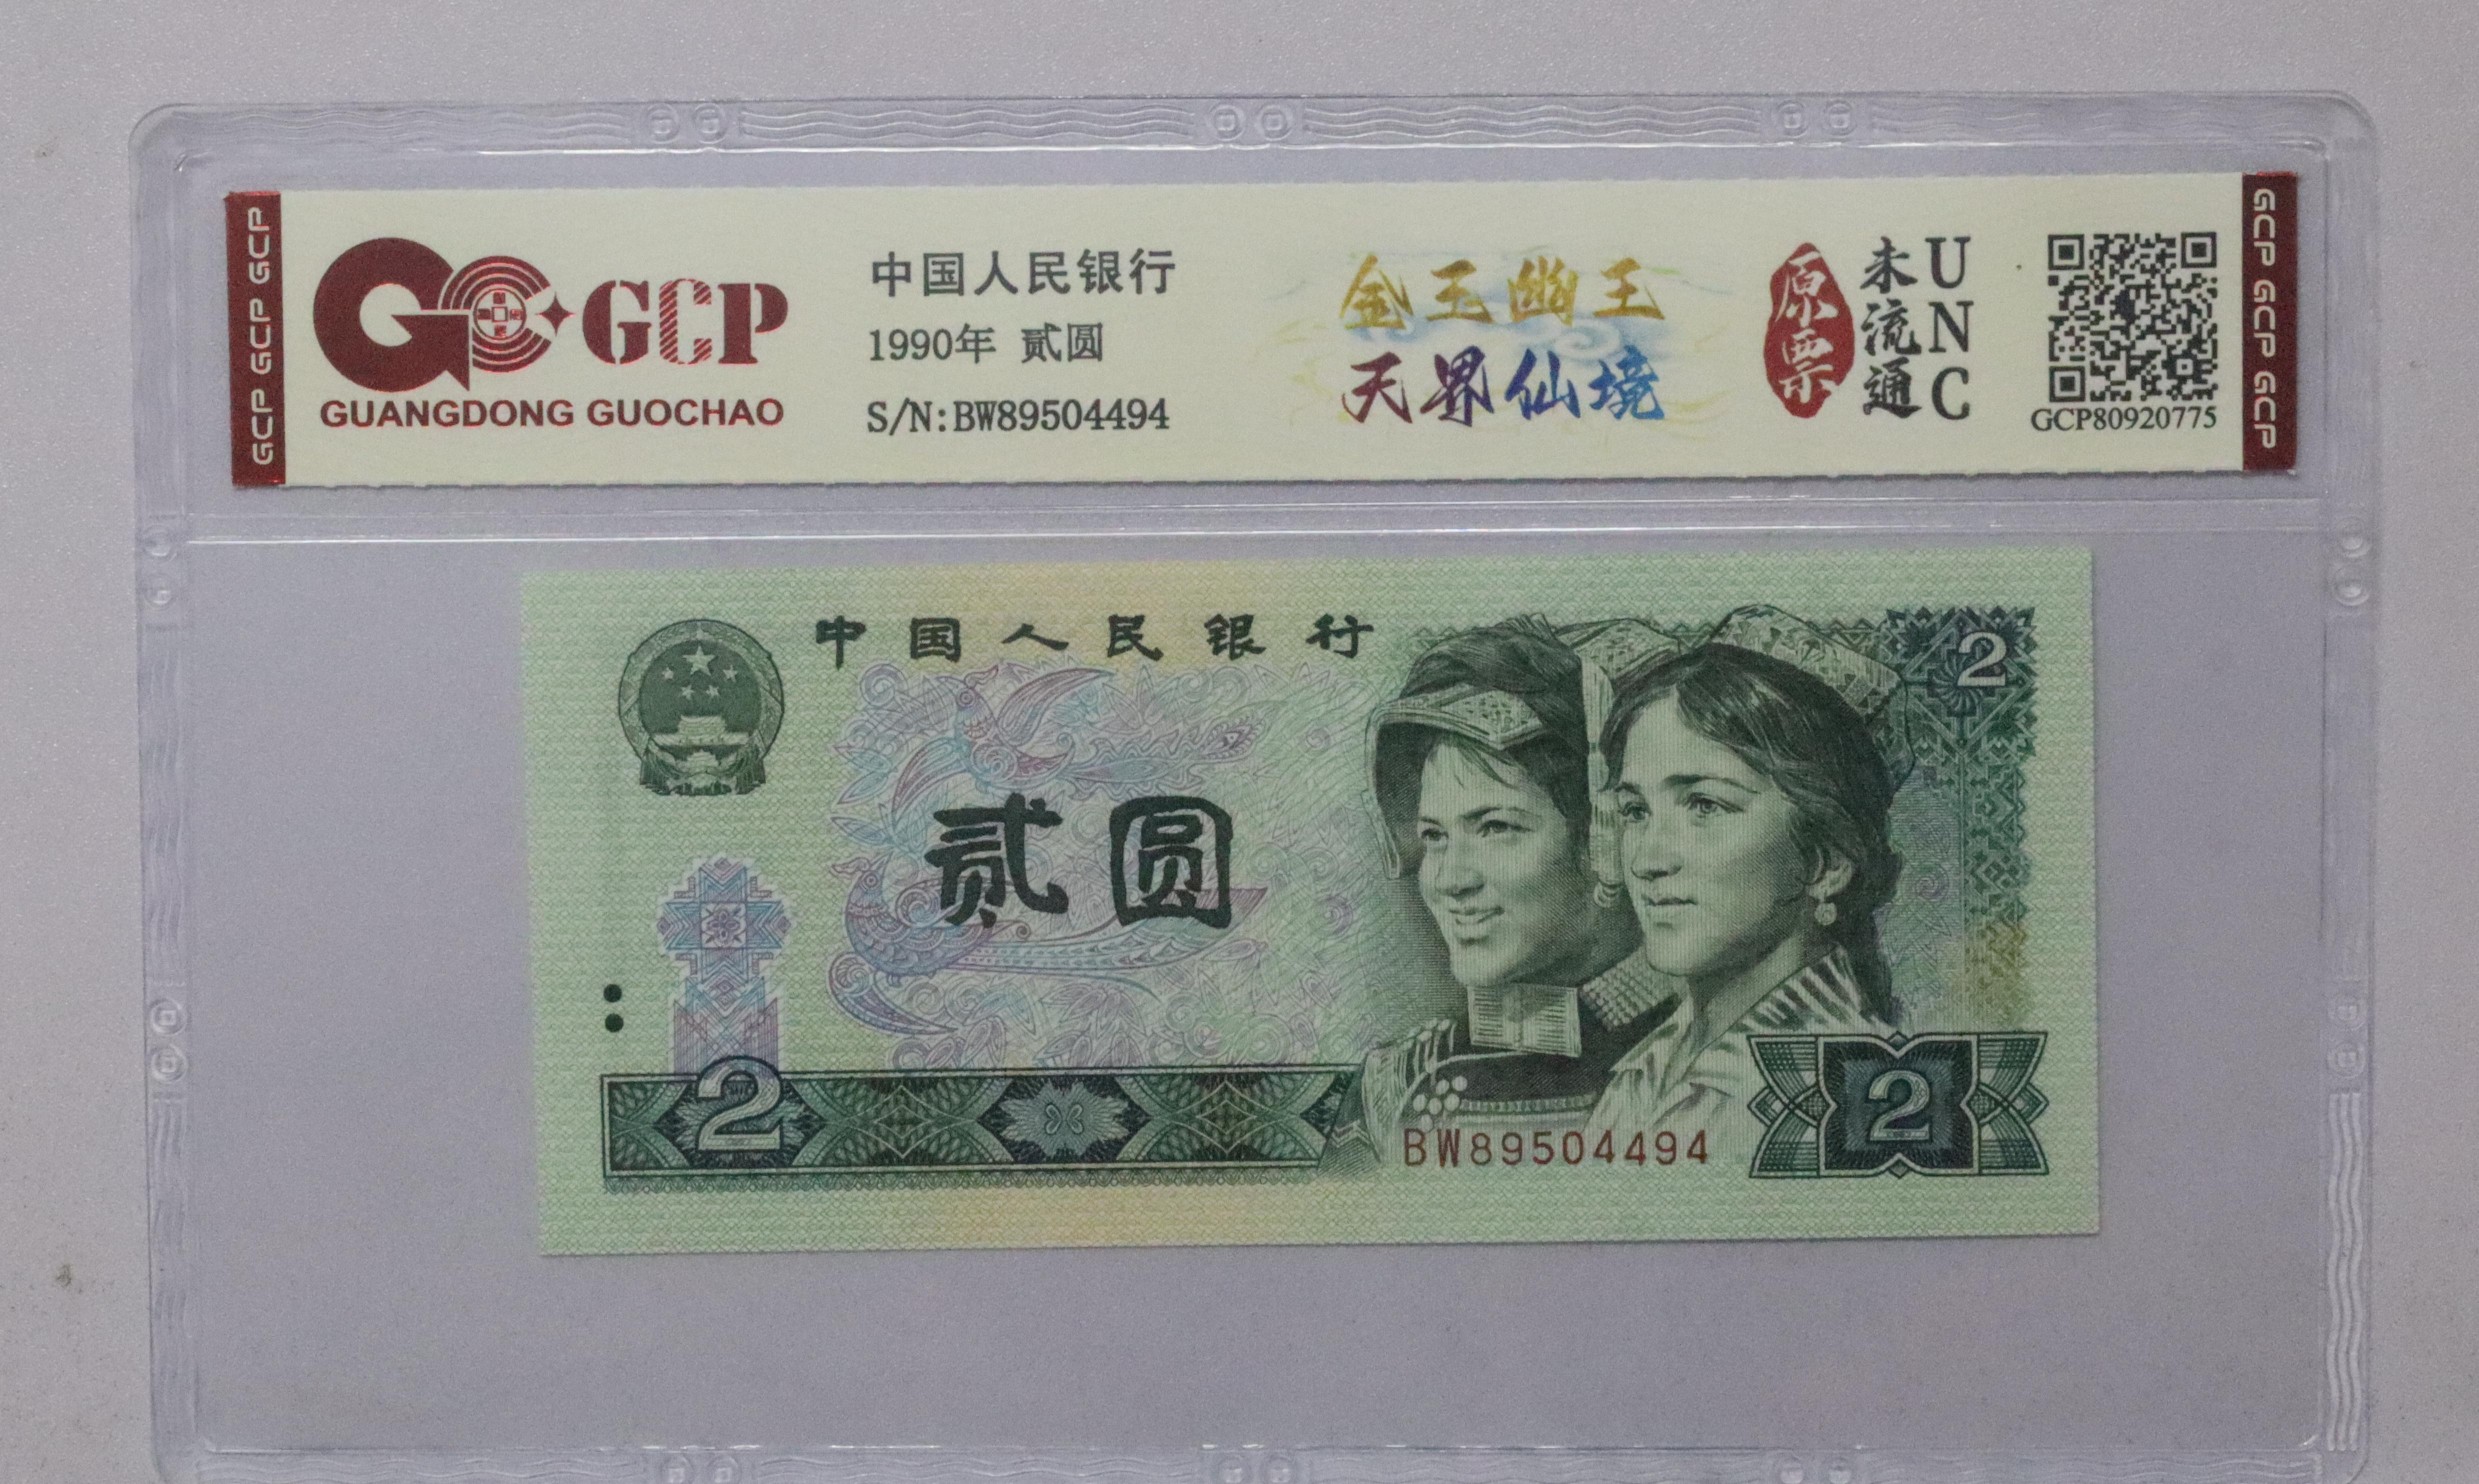 GCP GCP GCP
GCP
GUANGDONG GUOCHAO
中国人民银行
1990年 贰圆
S/N:BW89504494
金玉幽王
天界仙境
原票
未流通
UNC
GCP80920775
GCP GCP GCP
中国人民银行
2
贰圆
2
BW89504494
2